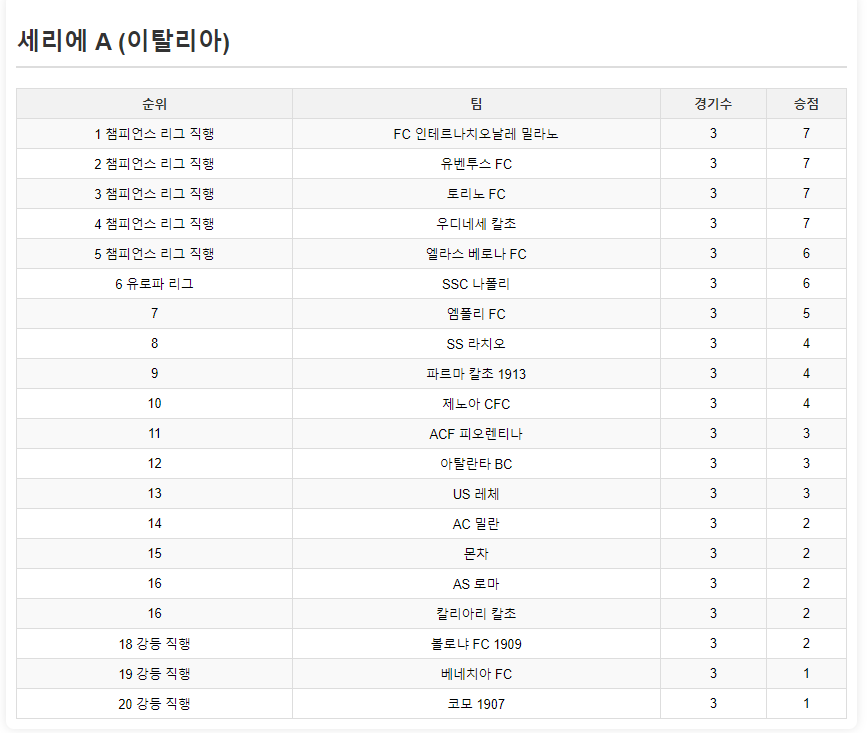 세리에 A (이탈리아)
순위 팀 경기수 승점
1 챔피언스 리그 직행 FC 인테르나치오날레 밀라노 3 7
2 챔피언스 리그 직행 유벤투스 FC 3 7
3 챔피언스 리그 직행 토리노 FC 3 7
4 챔피언스 리그 직행 우디네세 칼초 3 7
5 챔피언스 리그 직행 엘라스 베로나 FC 3 6
6 유로파 리그 SSC 나폴리 3 6
7 엠폴리 FC 3 5
8 SS 라치오 3 4
9 파르마 칼초 1913 3 4
10 제노아 CFC 3 4
11 ACF 피오렌티나 3 3
12 아탈란타 BC 3 3
13 US 레체 3 3
14 AC 밀란 3 2
15 몬차 3 2
16 AS 로마 3 2
16 칼리아리 칼초 3 2
18 강등 직행 볼로냐 FC 1909 3 2
19 강등 직행 베네치아 FC 3 1
20 강등 직행 코모 1907 3 1